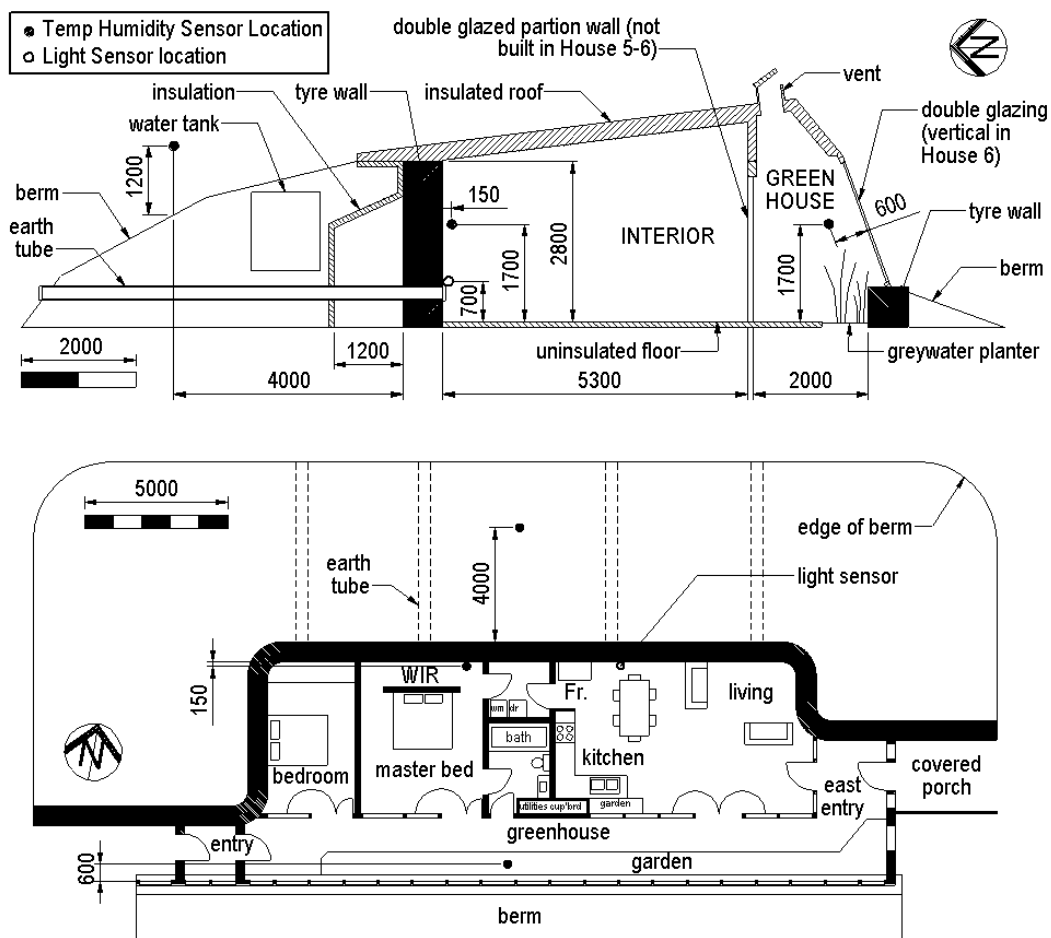 Temp Humidity Sensor Location
Light Sensor location
double glazed partion wall (not
built in House 5-6)
N
insulation
tyre wall
insulated roof
vent
water tank
double glazing
(vertical in
House 6)
1200
berm
earth
tube
150
GREEN
HOUSE
600
INTERIOR
tyre wall
2800
1700
1700
berm
700
2000
1200
uninsulated floor
greywater planter
4000
5300
2000
5000
edge of berm
earth
tube
4000
light sensor
150
WIR
Fr.
living
wm
dr
N
bath
bedroom
master bed
kitchen
covered
porch
east
entry
utilities cup'brd
garden
greenhouse
entry
600
garden
berm